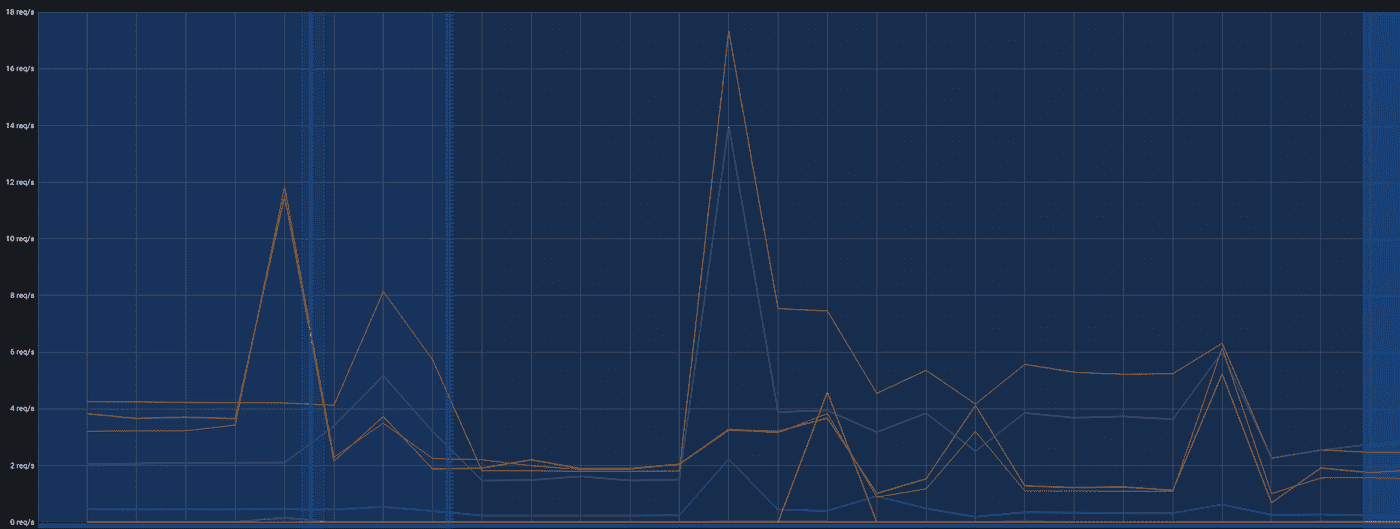 18 req/s
16 req/s
14 req/s
12 req/s
10 req/s
8 req/s
6 req/s
4 req/s
2 req/s
0 req/s